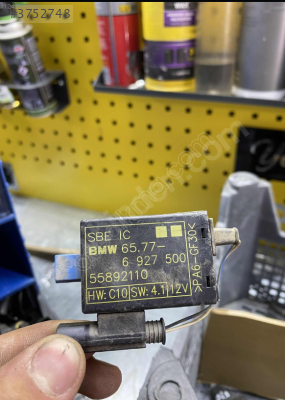 3752748
SBE IC
BMW 65.77-
6 927 500
55892110
HW: C10 SW: 4.1 12V
>PA6-GF30<